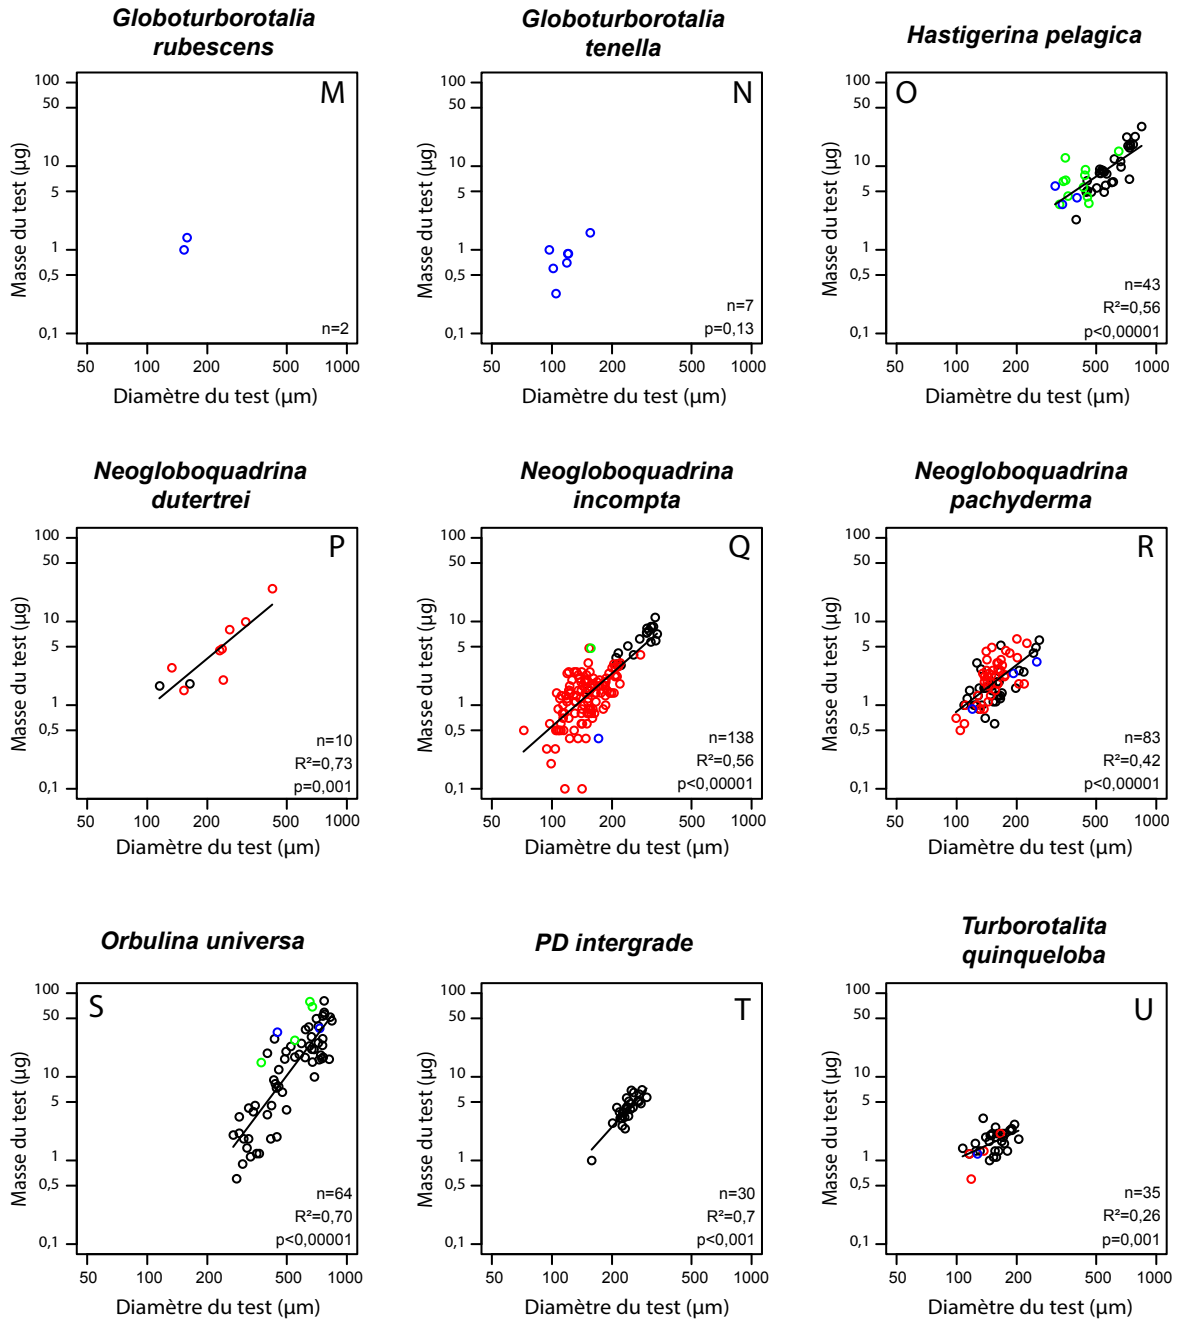 Globoturborotalia
rubescens
M
100
50
10
5
1
0,5
0,1
Masse du test (µg)
n=2
50 100 200 500 1000
Diamètre du test (µm)
Globoturborotalia
tenella
N
100
50
10
5
1
0,5
0,1
Masse du test (µg)
n=7
p=0,13
50 100 200 500 1000
Diamètre du test (µm)
Hastigerina pelagica
O
100
50
10
5
1
0,5
0,1
Masse du test (µg)
n=43
R²=0,56
p<0,00001
50 100 200 500 1000
Diamètre du test (µm)
Neogloboquadrina
dutertrei
P
100
50
10
5
1
0,5
0,1
Masse du test (µg)
n=10
R²=0,73
p=0,001
50 100 200 500 1000
Diamètre du test (µm)
Neogloboquadrina
incompta
Q
100
50
10
5
1
0,5
0,1
Masse du test (µg)
n=138
R²=0,56
p<0,00001
50 100 200 500 1000
Diamètre du test (µm)
Neogloboquadrina
pachyderma
R
100
50
10
5
1
0,5
0,1
Masse du test (µg)
n=83
R²=0,42
p<0,00001
50 100 200 500 1000
Diamètre du test (µm)
Orbulina universa
S
100
50
10
5
1
0,5
0,1
Masse du test (µg)
n=64
R²=0,70
p<0,00001
50 100 200 500 1000
Diamètre du test (µm)
PD intergrade
T
100
50
10
5
1
0,5
0,1
Masse du test (µg)
n=30
R²=0,7
p<0,001
50 100 200 500 1000
Diamètre du test (µm)
Turborotalita
quinqueloba
U
100
50
10
5
1
0,5
0,1
Masse du test (µg)
n=35
R²=0,26
p=0,001
50 100 200 500 1000
Diamètre du test (µm)